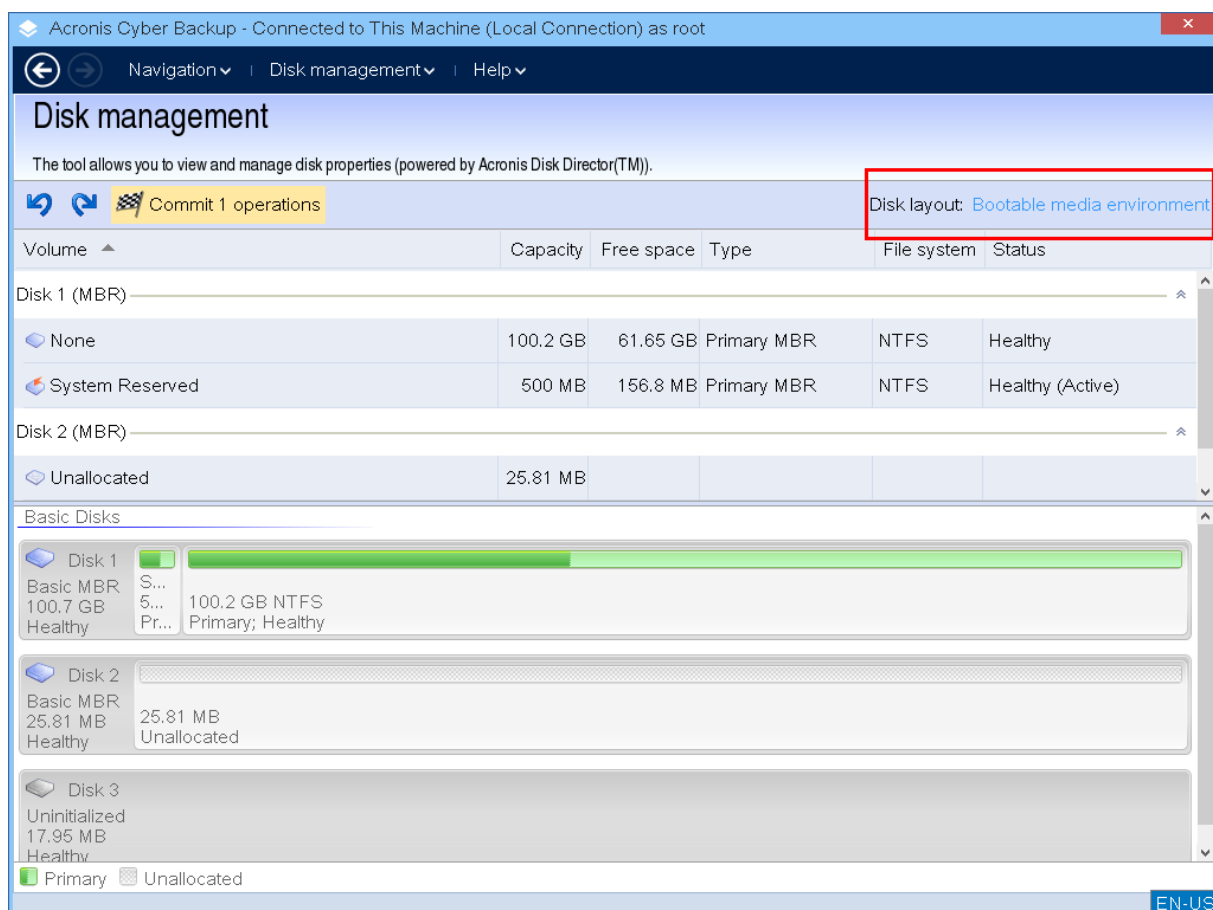 Acronis Cyber Backup - Connected to This Machine (Local Connection) as root
Navigation Disk management Help
Disk management
The tool allows you to view and manage disk properties (powered by Acronis Disk Director(TM)).
Commit 1 operations Disk layout: Bootable media environment
Volume Capacity Free space Type File system Status
Disk 1 (MBR)
None 100.2 GB 61.65 GB Primary MBR NTFS Healthy
System Reserved 500 MB 156.8 MB Primary MBR NTFS Healthy (Active)
Disk 2 (MBR)
Unallocated 25.81 MB
Basic Disks
Disk 1
Basic MBR
100.7 GB
Healthy
S...
5...
Pr...
100.2 GB NTFS
Primary; Healthy
Disk 2
Basic MBR
25.81 MB
Healthy
25.81 MB
Unallocated
Disk 3
Uninitialized
17.95 MB
Healthy
Primary Unallocated
EN-US